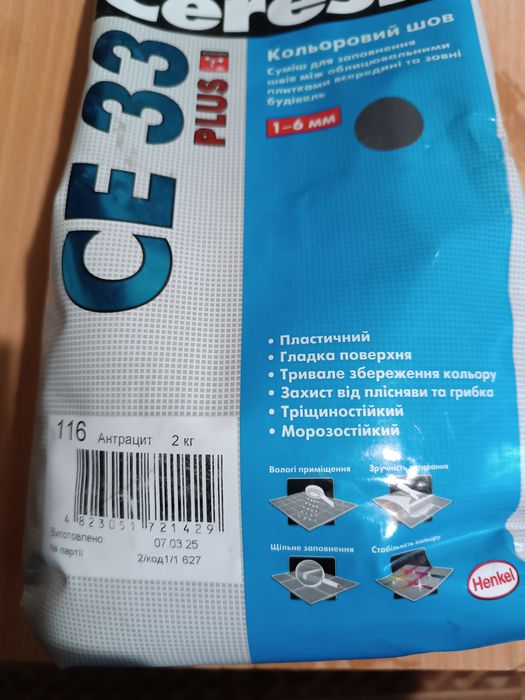 Ceresit
CE 33
PLUS
Кольоровий шов
Суміш для заповнення
швів між облицювальними
плитками всередині та зовні
будівель
1–6 мм
• Пластичний
• Гладка поверхня
• Тривале збереження кольору
• Захист від плісняви та грибка
• Тріщиностійкий
• Морозостійкий
116 Антрацит 2 кг
4 823051 721429
Виготовлено 07.03.25
№ партії 2/код1/1 627
Вологі приміщення
Зручність затирання
Щільне заповнення
Стабільність кольору
Henkel